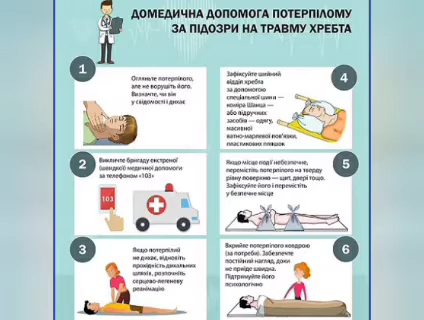 ДОМЕДИЧНА ДОПОМОГА ПОТЕРПІЛОМУ
ЗА ПІДОЗРИ НА ТРАВМУ ХРЕБТА
1
Огляньте потерпілого,
але не ворушіть його.
Визначте, чи він
у свідомості і дихає
4
Зафіксуйте шийний
відділ хребта
за допомогою
спеціальної шини —
коміра Шанца —
або підручних
засобів — одягу,
масивної
ватно-марлевої пов'язки,
пластикових пляшок
2
Викличте бригаду екстреної
(швидкої) медичної допомоги
за телефоном «103»
103
5
Якщо місце події небезпечне,
перемістіть потерпілого на тверду
рівну поверхню — щит, двері тощо.
Зафіксуйте його і перемістіть
у безпечне місце
3
Якщо потерпілий
не дихає, відновіть
прохідність дихальних
шляхів, розпочніть
серцево-легеневу
реанімацію
6
Вкрийте потерпілого ковдрою
(за потреби). Забезпечте
постійний нагляд, доки
не приїде швидка.
Підтримуйте його
психологічно